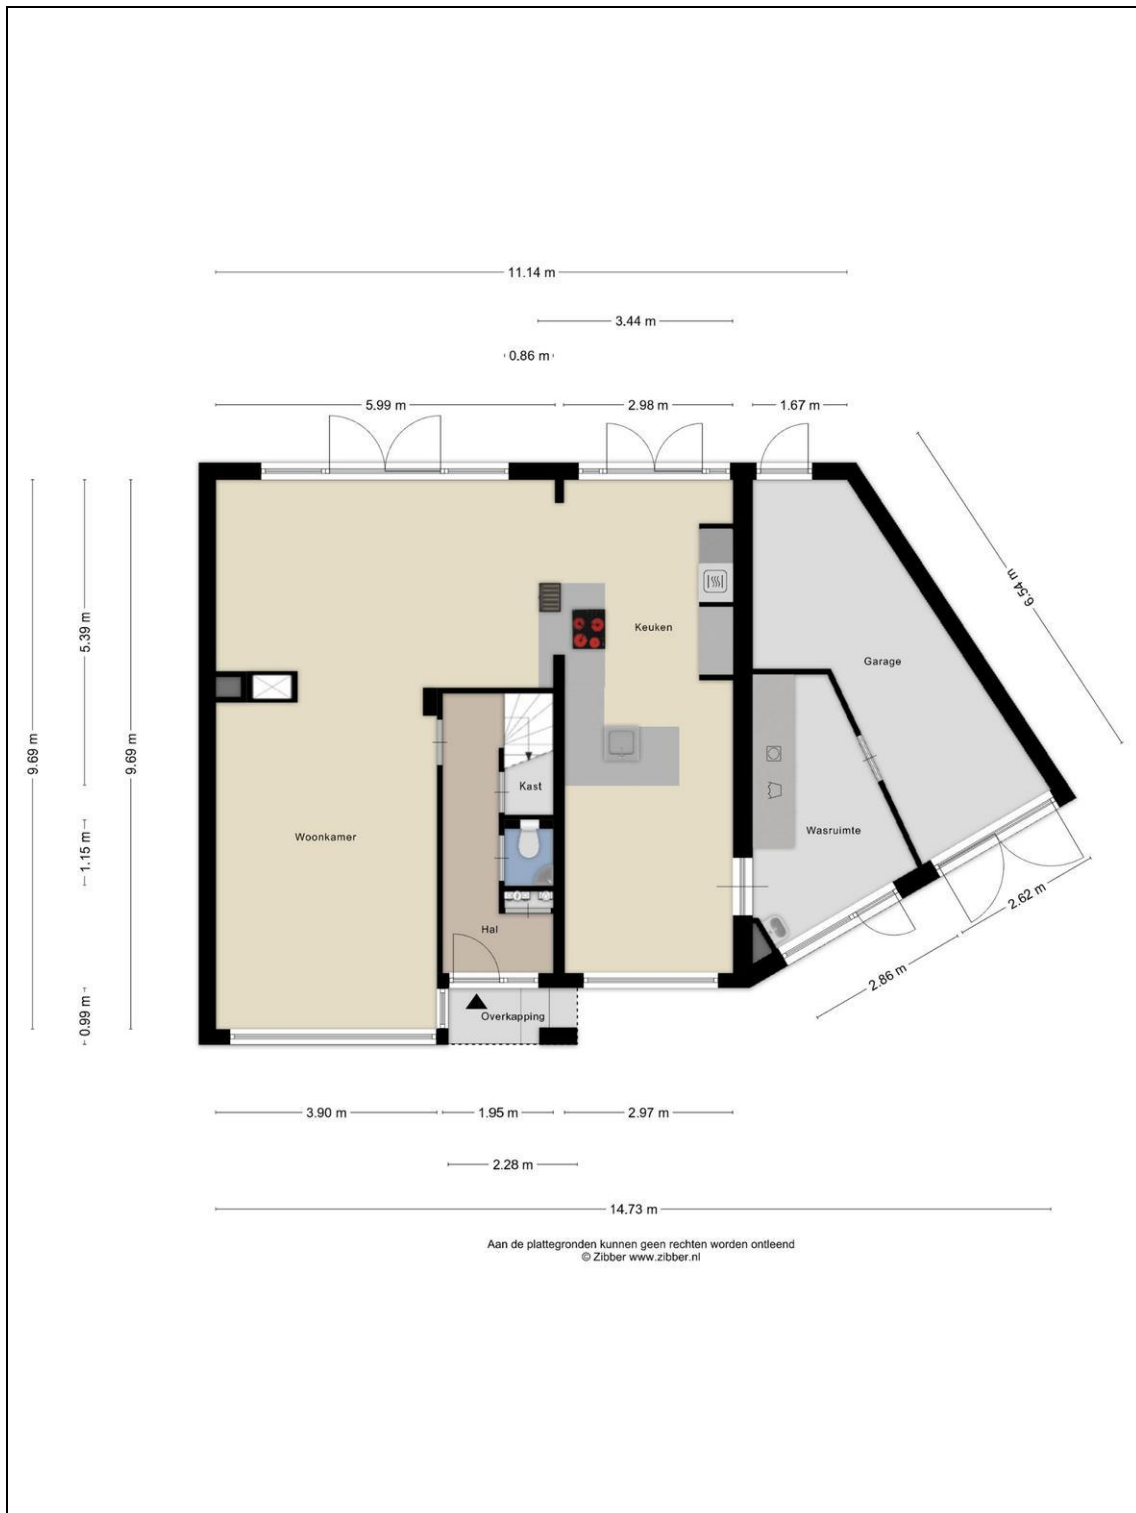 11.14 m
3.44 m
0.86 m
5.99 m
2.98 m
1.67 m
6.54 m
5.39 m
Keuken
Garage
9.69 m
9.69 m
Kast
Woonkamer
Wasruimte
1.15 m
Hal
2.62 m
2.86 m
0.99 m
Overkapping
3.90 m
1.95 m
2.97 m
2.28 m
14.73 m
Aan de plattegronden kunnen geen rechten worden ontleend
© Zibber www.zibber.nl